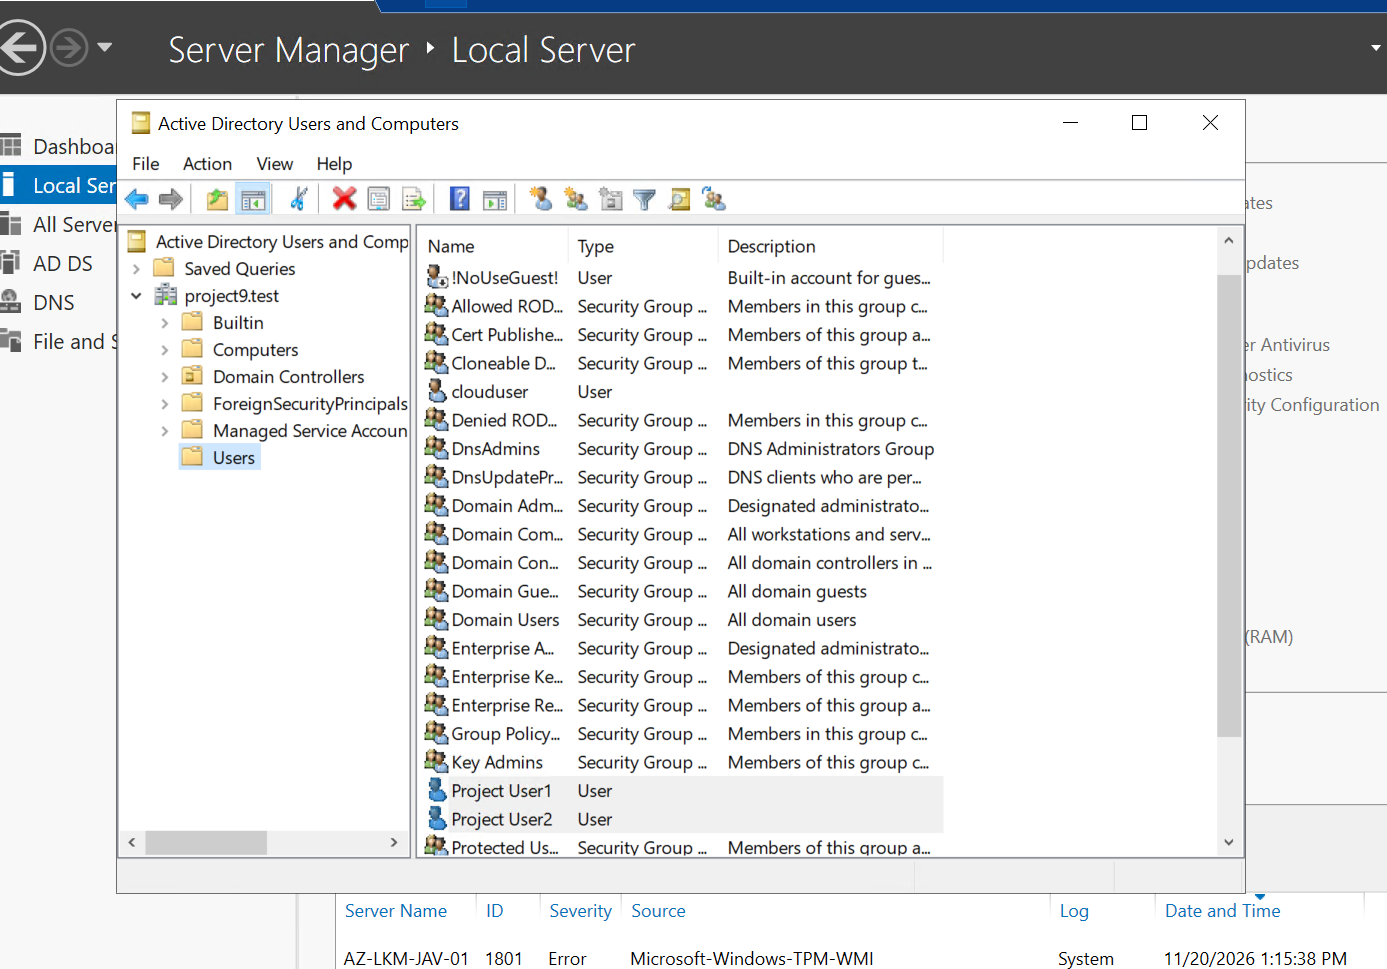 Server Manager ‣ Local Server
Active Directory Users and Computers
File Action View Help
Dashboa
Local Ser
All Server
AD DS
DNS
File and S
Active Directory Users and Comp
Saved Queries
project9.test
Builtin
Computers
Domain Controllers
ForeignSecurityPrincipals
Managed Service Accoun
Users
Name Type Description
!NoUseGuest! User Built-in account for gues...
Allowed ROD... Security Group ... Members in this group c...
Cert Publishe... Security Group ... Members of this group a...
Cloneable D... Security Group ... Members of this group t...
clouduser User
Denied ROD... Security Group ... Members in this group c...
DnsAdmins Security Group ... DNS Administrators Group
DnsUpdatePr... Security Group ... DNS clients who are per...
Domain Adm... Security Group ... Designated administrato...
Domain Com... Security Group ... All workstations and serv...
Domain Con... Security Group ... All domain controllers in ...
Domain Gue... Security Group ... All domain guests
Domain Users Security Group ... All domain users
Enterprise A... Security Group ... Designated administrato...
Enterprise Ke... Security Group ... Members of this group c...
Enterprise Re... Security Group ... Members of this group a...
Group Policy... Security Group ... Members in this group c...
Key Admins Security Group ... Members of this group c...
Project User1 User
Project User2 User
Protected Us... Security Group ... Members of this group a...
ates
pdates
er Antivirus
nostics
ity Configuration
(RAM)
Server Name ID Severity Source Log Date and Time
AZ-LKM-JAV-01 1801 Error Microsoft-Windows-TPM-WMI System 11/20/2026 1:15:38 PM